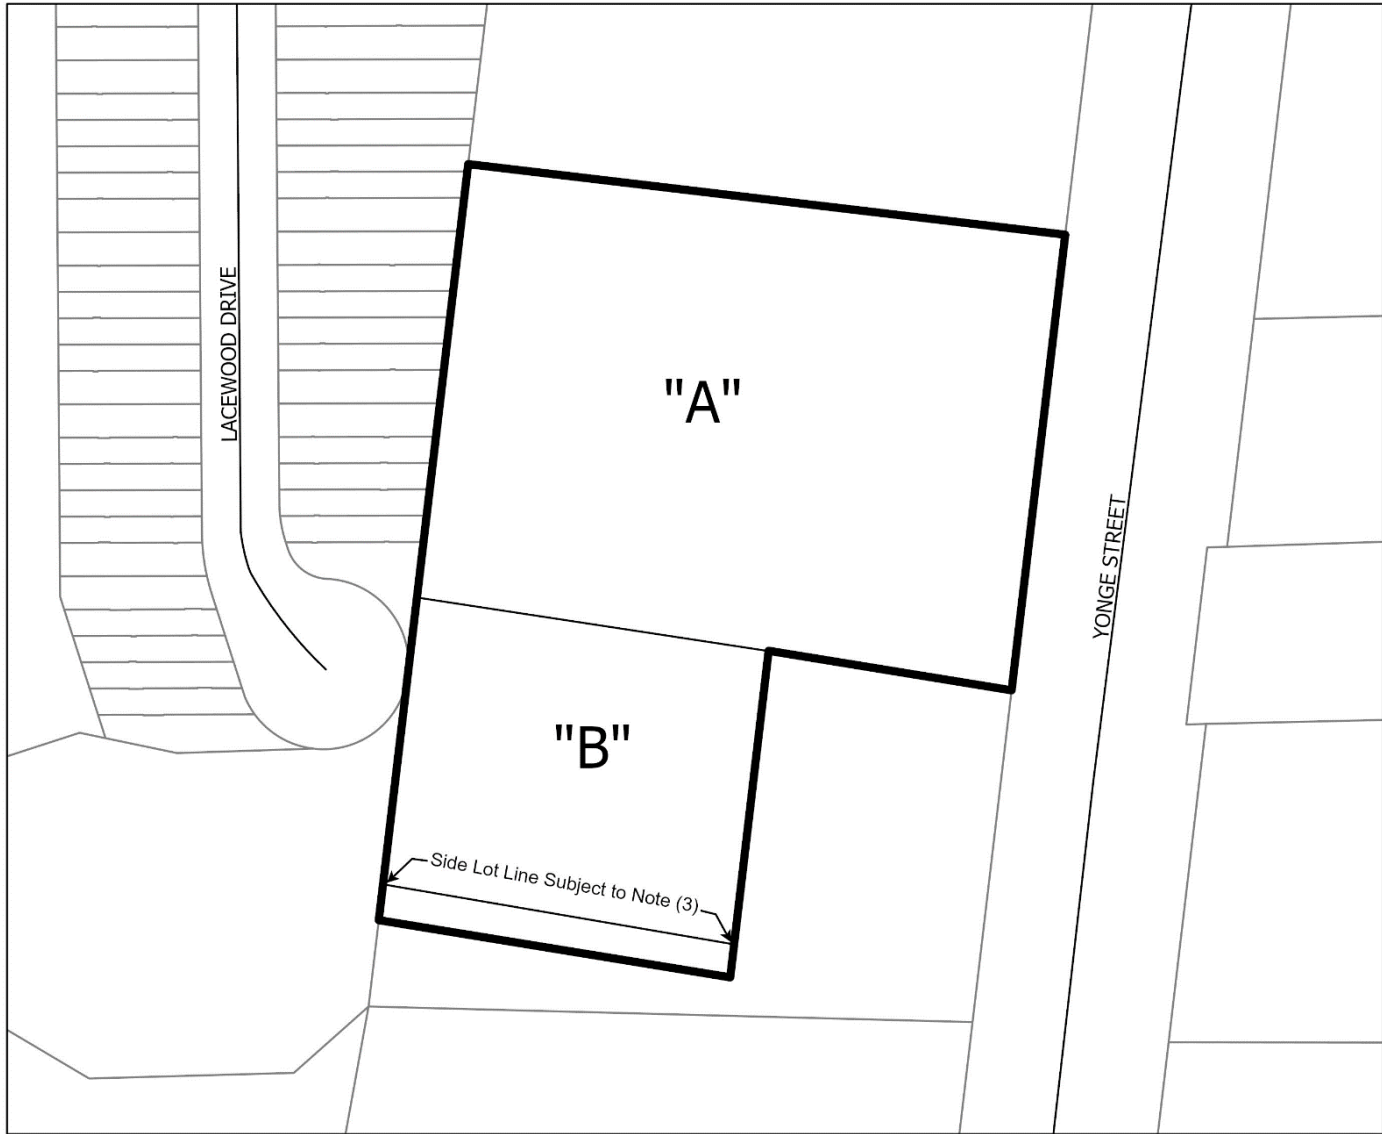 LACEWOOD DRIVE
"A"
YONGE STREET
"B"
Side Lot Line Subject to Note (3)